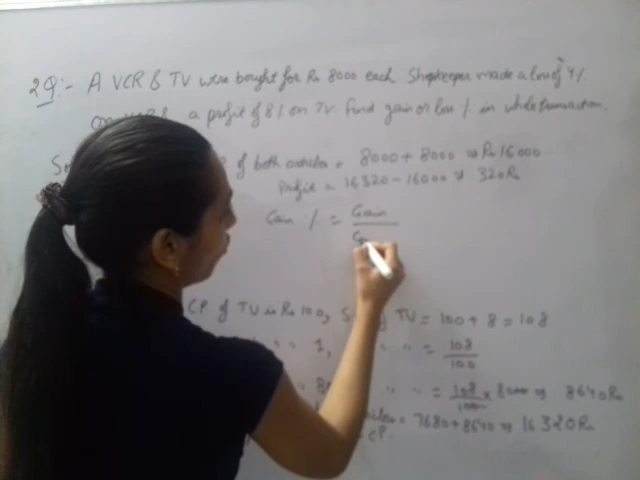 2Q:- A VCR & TV were bought for Rs 8000 each. Shopkeeper made a loss of 4%
a profit of 8% on TV. Find gain or loss % in whole transaction.
of both articles = 8000 + 8000 ⇒ Rs 16000
Profit = 16320 - 16000 ⇒ 320Rs
Gain % = Gain
CP of TV is Rs 100, S of TV = 100 + 8 = 108
1, " " = 108/100
" " = 108/100 × 8000 ⇒ 8640Rs
= 7680 + 8640 ⇒ 16320Rs
CP.